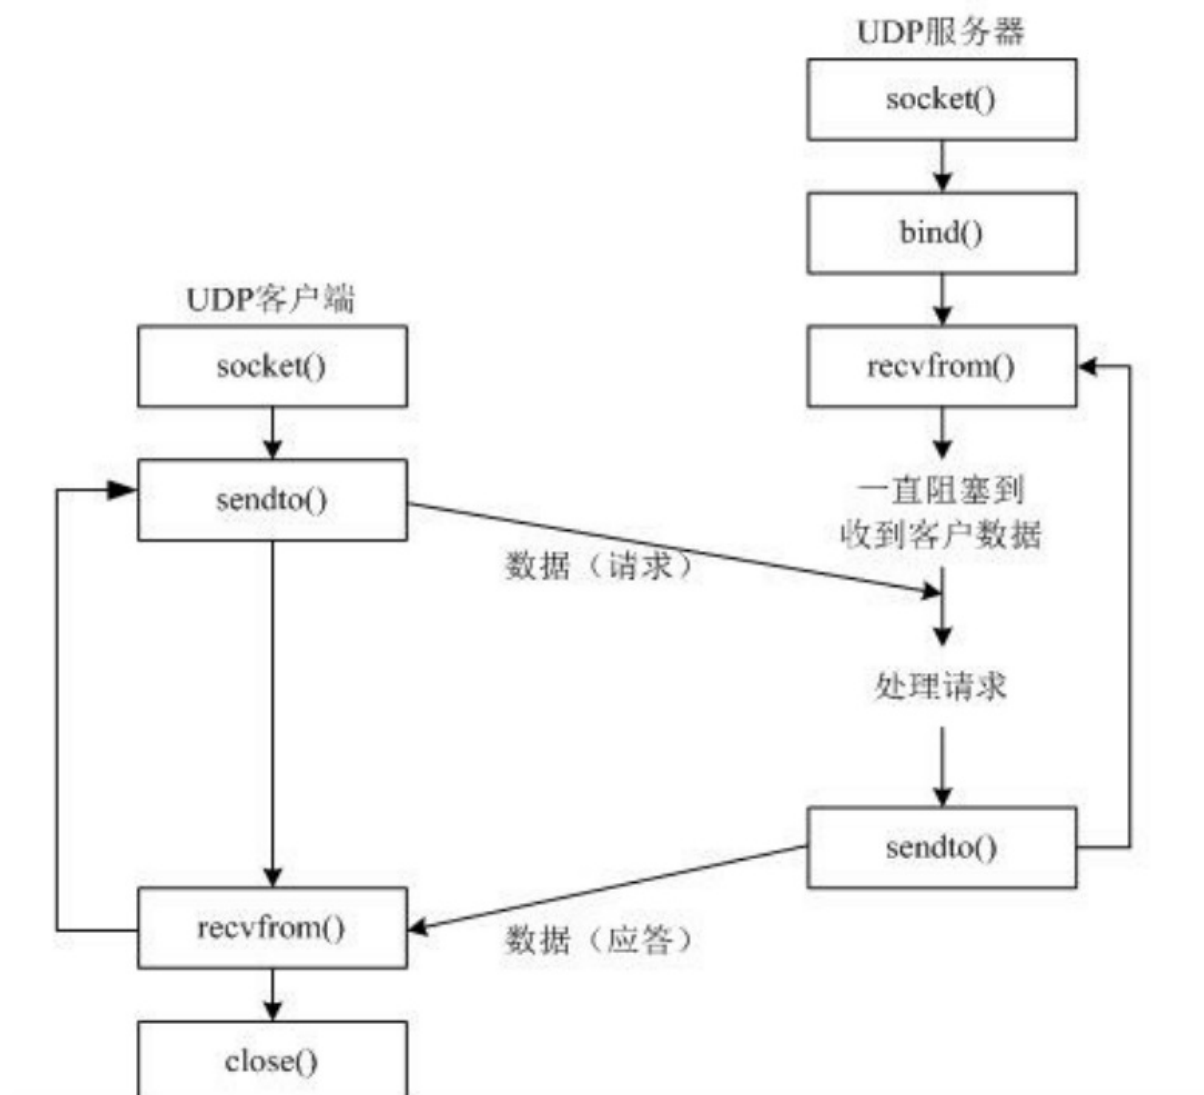 UDP服务器
socket()
bind()
recvfrom()
一直阻塞到
收到客户数据
处理请求
sendto()
UDP客户端
socket()
sendto()
数据（请求）
recvfrom()
数据（应答）
close()